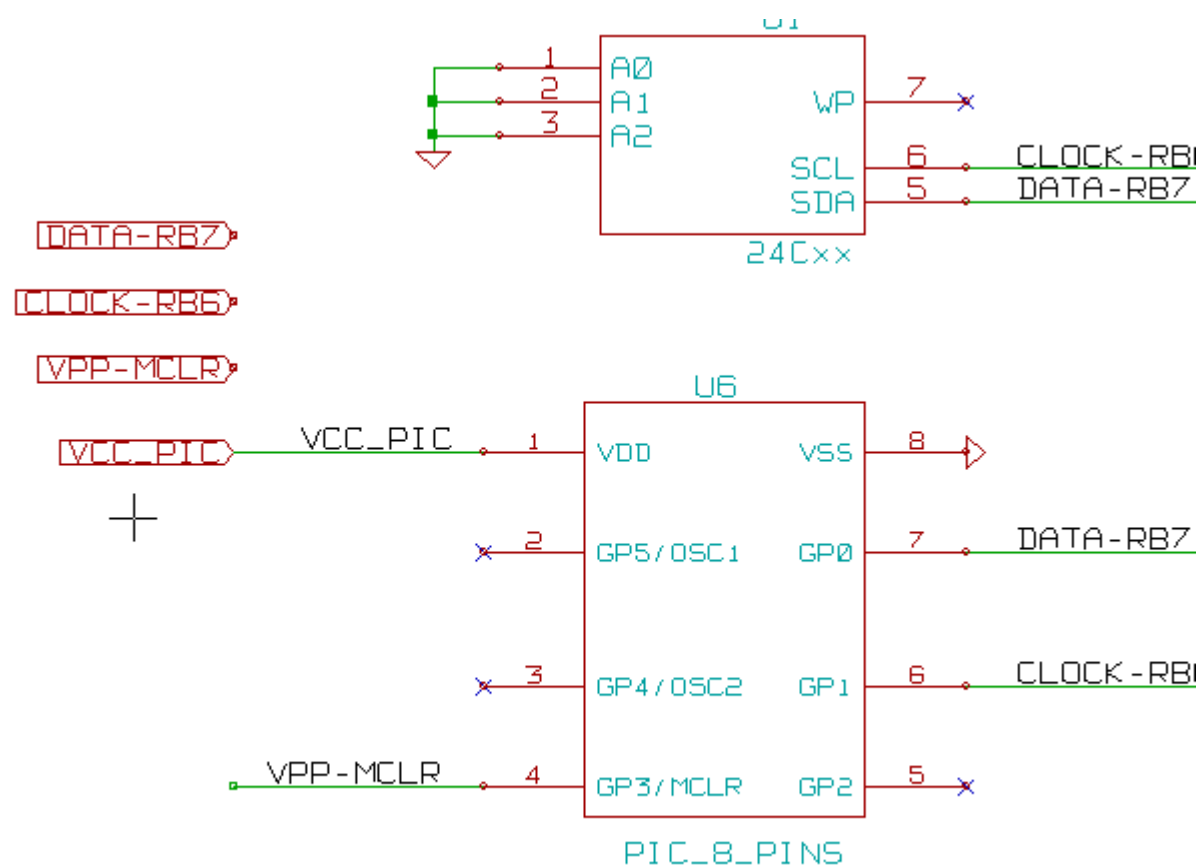 U1
1 A0
2 A1 WP 7
3 A2
SCL 6 CLOCK-RB6
SDA 5 DATA-RB7
24Cxx
DATA-RB7
CLOCK-RB6
VPP-MCLR
U6
VCC_PIC VCC_PIC 1 VDD VSS 8
2 GP5/OSC1 GP0 7 DATA-RB7
3 GP4/OSC2 GP1 6 CLOCK-RB6
VPP-MCLR 4 GP3/MCLR GP2 5
PIC_8_PINS